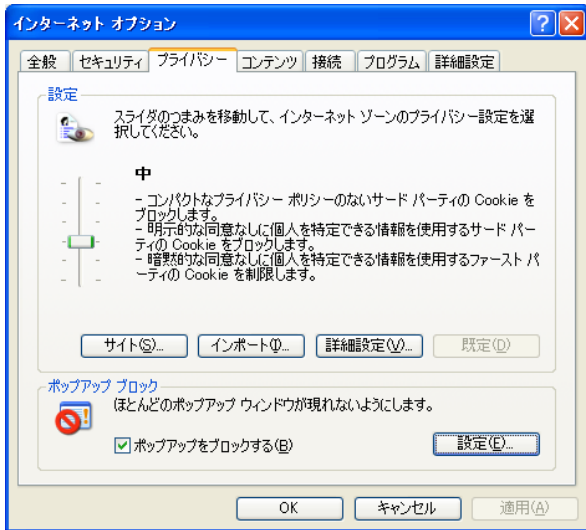 インターネット オプション
全般 セキュリティ プライバシー コンテンツ 接続 プログラム 詳細設定
設定
スライダのつまみを移動して、インターネット ゾーンのプライバシー設定を選
択してください。
中
- コンパクトなプライバシー ポリシーのないサード パーティの Cookie を
ブロックします。
- 明示的な同意なしに個人を特定できる情報を使用するサード パー
ティの Cookie をブロックします。
- 暗黙的な同意なしに個人を特定できる情報を使用するファースト パ
ーティの Cookie を制限します。
サイト(S)... インポート(I)... 詳細設定(V)... 既定(D)
ポップアップ ブロック
ほとんどのポップアップ ウィンドウが現れないようにします。
ポップアップをブロックする(B) 設定(E)...
OK キャンセル 適用(A)